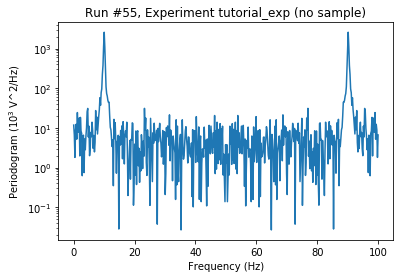 Run #55, Experiment tutorial_exp (no sample)
Periodogram (10³ V^2/Hz)
10³
10²
10¹
10⁰
10⁻¹
0 20 40 60 80 100
Frequency (Hz)